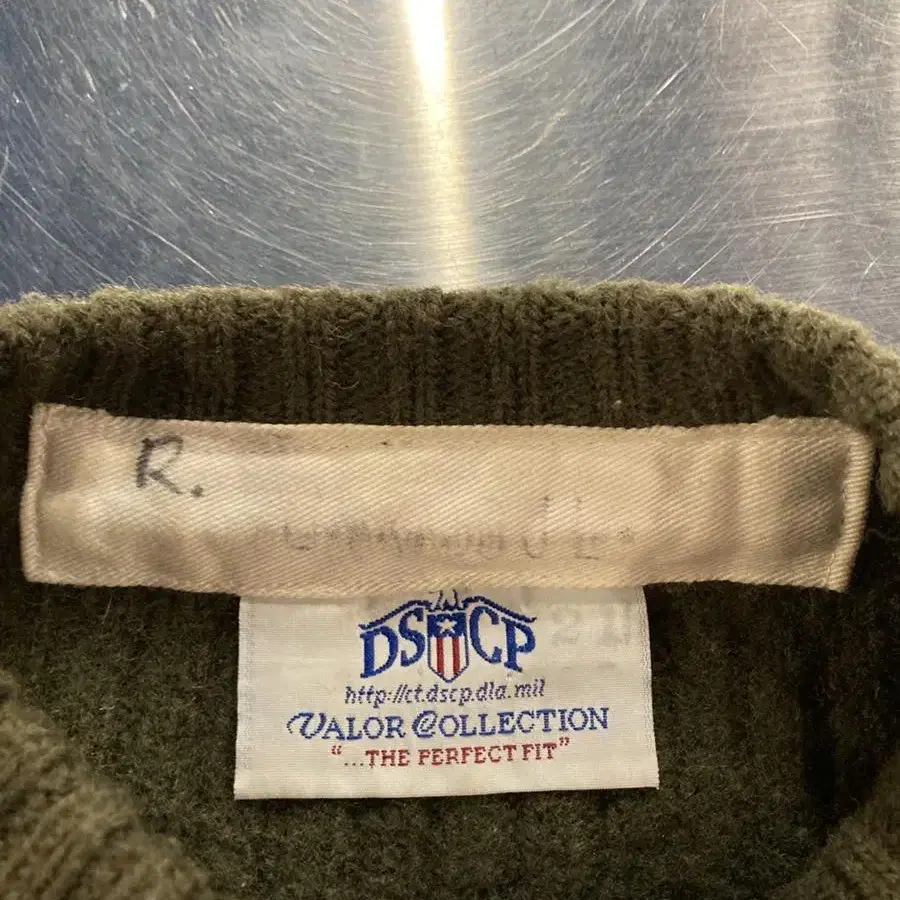 R.
DSCP
http://ct.dscp.dla.mil
VALOR COLLECTION
"...THE PERFECT FIT"